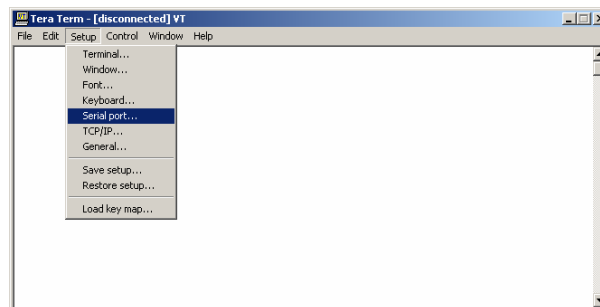 Tera Term - [disconnected] VT
File Edit Setup Control Window Help
Terminal...
Window...
Font...
Keyboard...
Serial port...
TCP/IP...
General...
Save setup...
Restore setup...
Load key map...